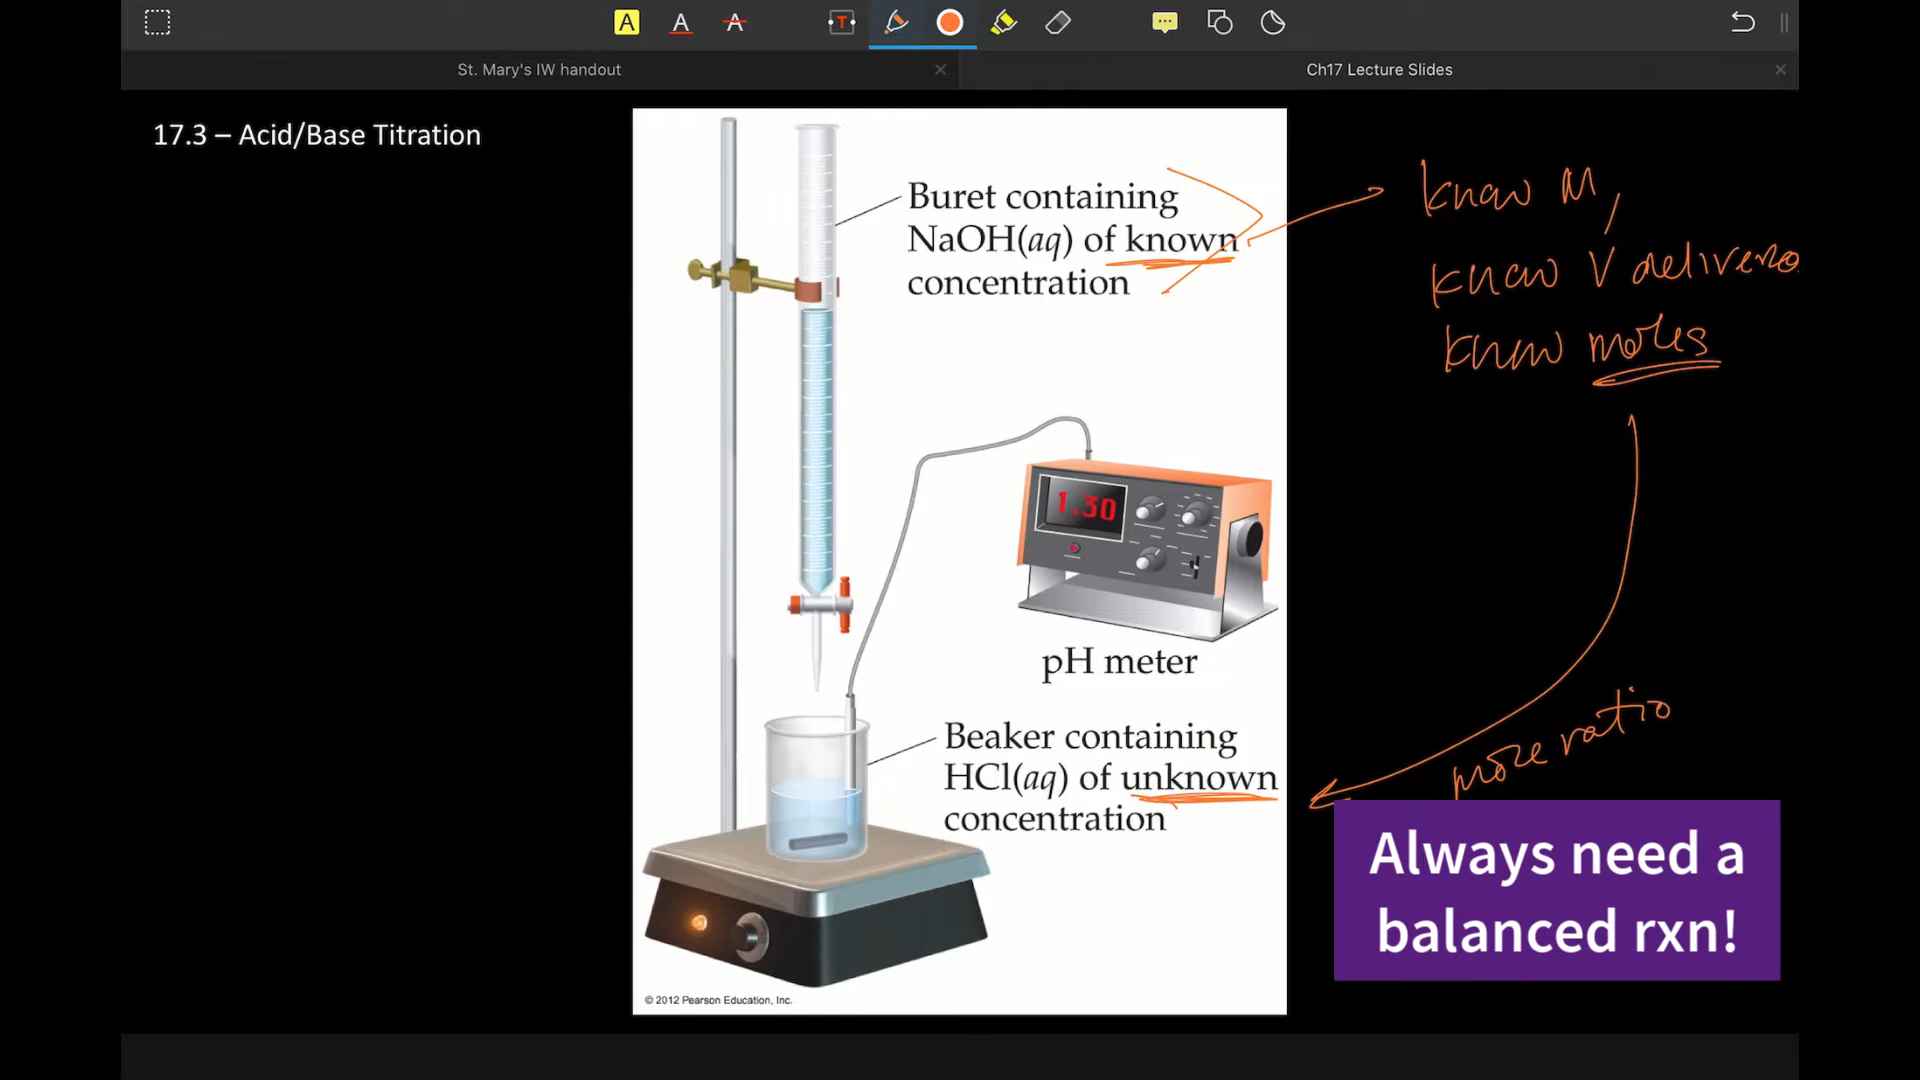 A A A T
St. Mary's IW handout
Ch17 Lecture Slides
17.3 – Acid/Base Titration
Buret containing
NaOH(aq) of known
concentration
know M,
know V delivered
know moles
1.30
pH meter
mole ratio
Beaker containing
HCl(aq) of unknown
concentration
Always need a
balanced rxn!
© 2012 Pearson Education, Inc.